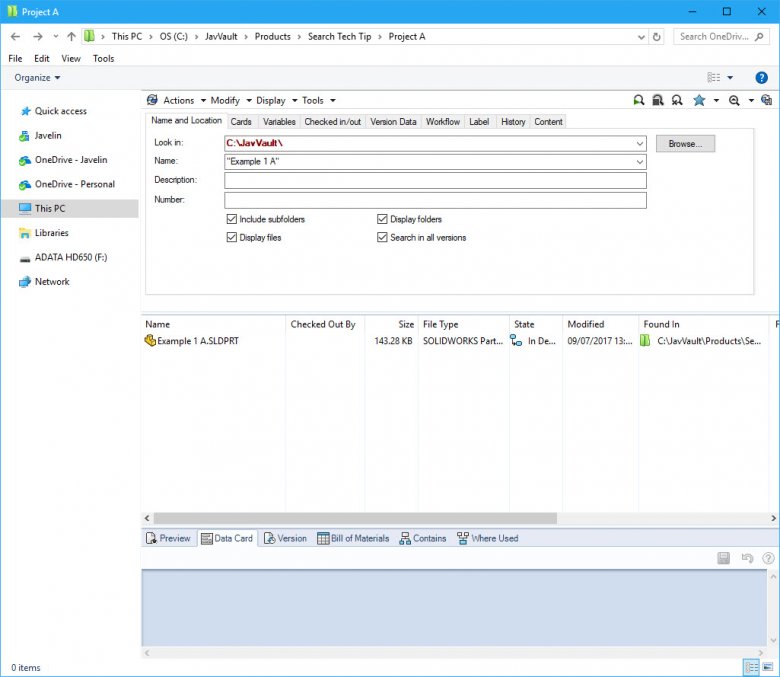 Project A
This PC > OS (C:) > JavVault > Products > Search Tech Tip > Project A
Search OneDriv...
File Edit View Tools
Organize
Quick access
Javelin
OneDrive - Javelin
OneDrive - Personal
This PC
Libraries
ADATA HD650 (F:)
Network
Actions Modify Display Tools
Name and Location Cards Variables Checked in/out Version Data Workflow Label History Content
Look in: C:\JavVault\ Browse...
Name: "Example 1 A"
Description:
Number:
Include subfolders Display folders
Display files Search in all versions
Name Checked Out By Size File Type State Modified Found In F
Example 1 A.SLDPRT 143.28 KB SOLIDWORKS Part... In De... 09/07/2017 13:... C:\JavVault\Products\Se...
Preview Data Card Version Bill of Materials Contains Where Used
0 items